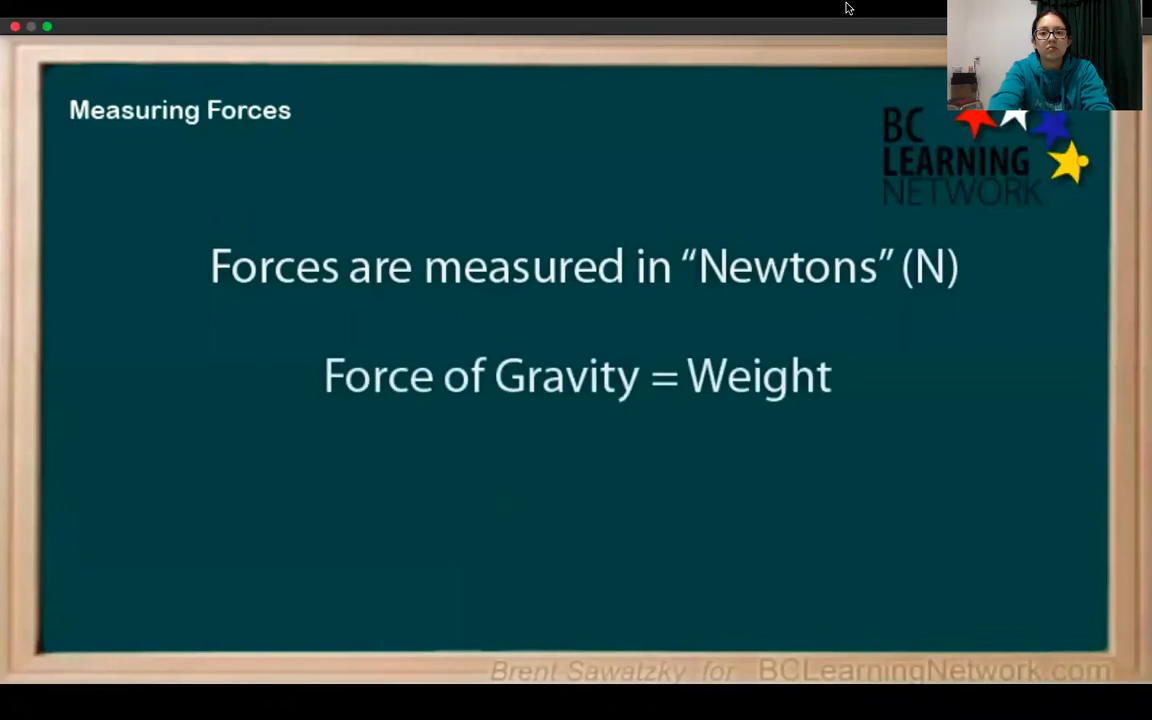 Measuring Forces
BC
LEARNING
NETWORK
Forces are measured in “Newtons” (N)
Force of Gravity = Weight
Brent Sawatzky for BCLearningNetwork.com